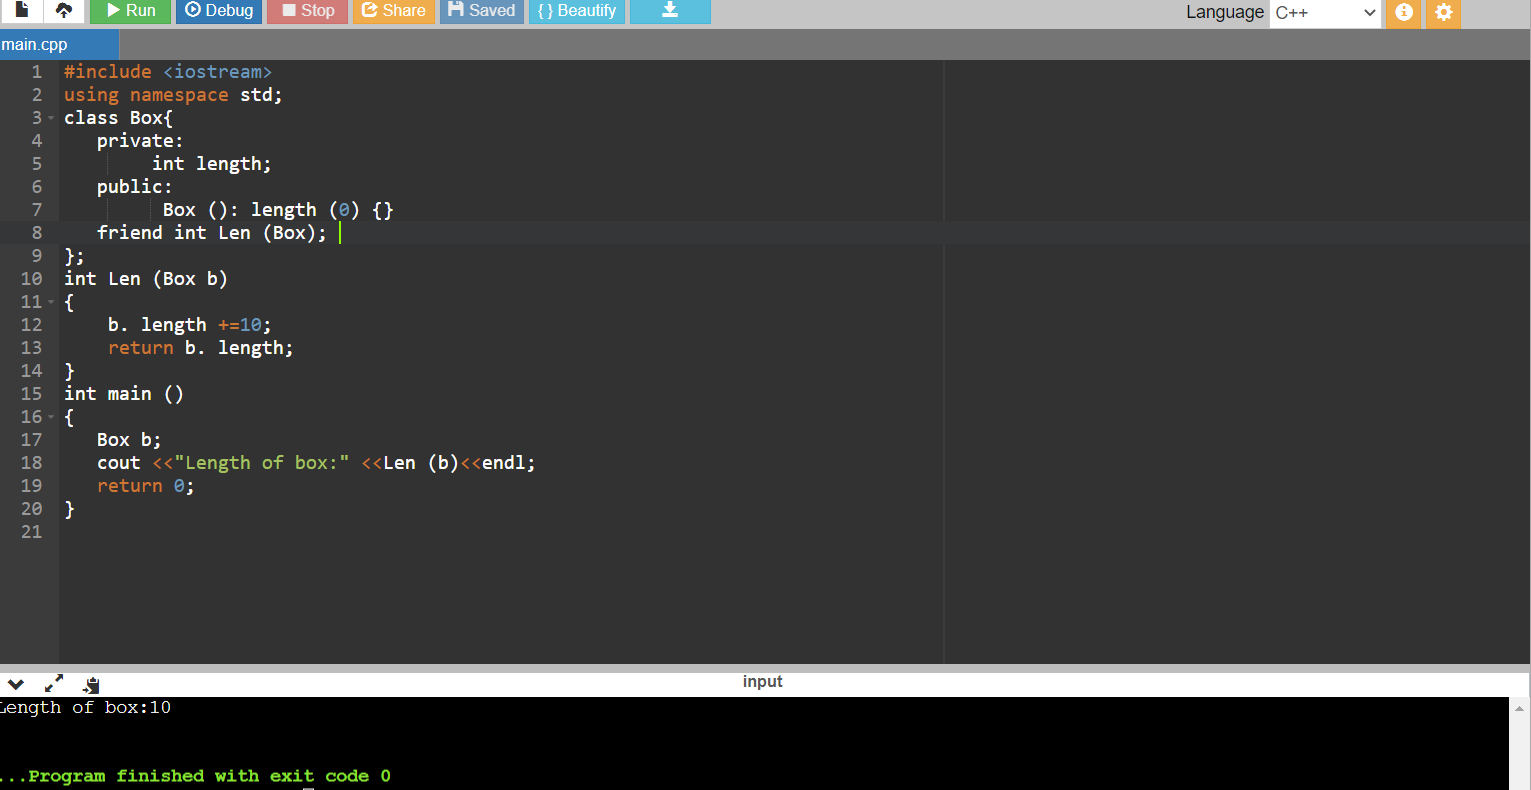 Run Debug Stop Share Saved { } Beautify Language C++
main.cpp
1 #include <iostream>
2 using namespace std;
3 class Box{
4 private:
5 int length;
6 public:
7 Box (): length (0) {}
8 friend int Len (Box);
9 };
10 int Len (Box b)
11 {
12 b. length +=10;
13 return b. length;
14 }
15 int main ()
16 {
17 Box b;
18 cout <<"Length of box:" <<Len (b)<<endl;
19 return 0;
20 }
21
input
Length of box:10
...Program finished with exit code 0